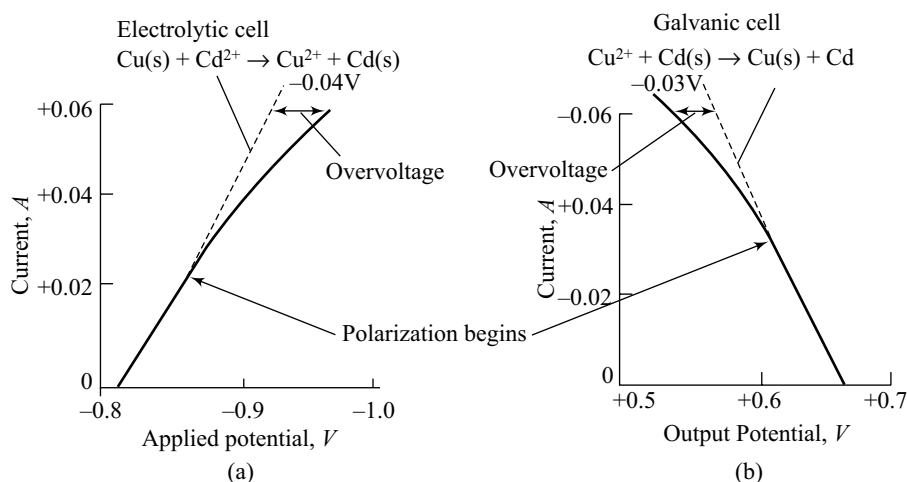 Electrolytic cell
Cu(s) + Cd²⁺ → Cu²⁺ + Cd(s)
–0.04V
+0.06
+0.04
+0.02
0
Current, A
Overvoltage
–0.8
–0.9
–1.0
Applied potential, V
(a)
Polarization begins
Galvanic cell
Cu²⁺ + Cd(s) → Cu(s) + Cd
–0.03V
–0.06
+0.04
–0.02
0
Current, A
Overvoltage
+0.5
+0.6
+0.7
Output Potential, V
(b)